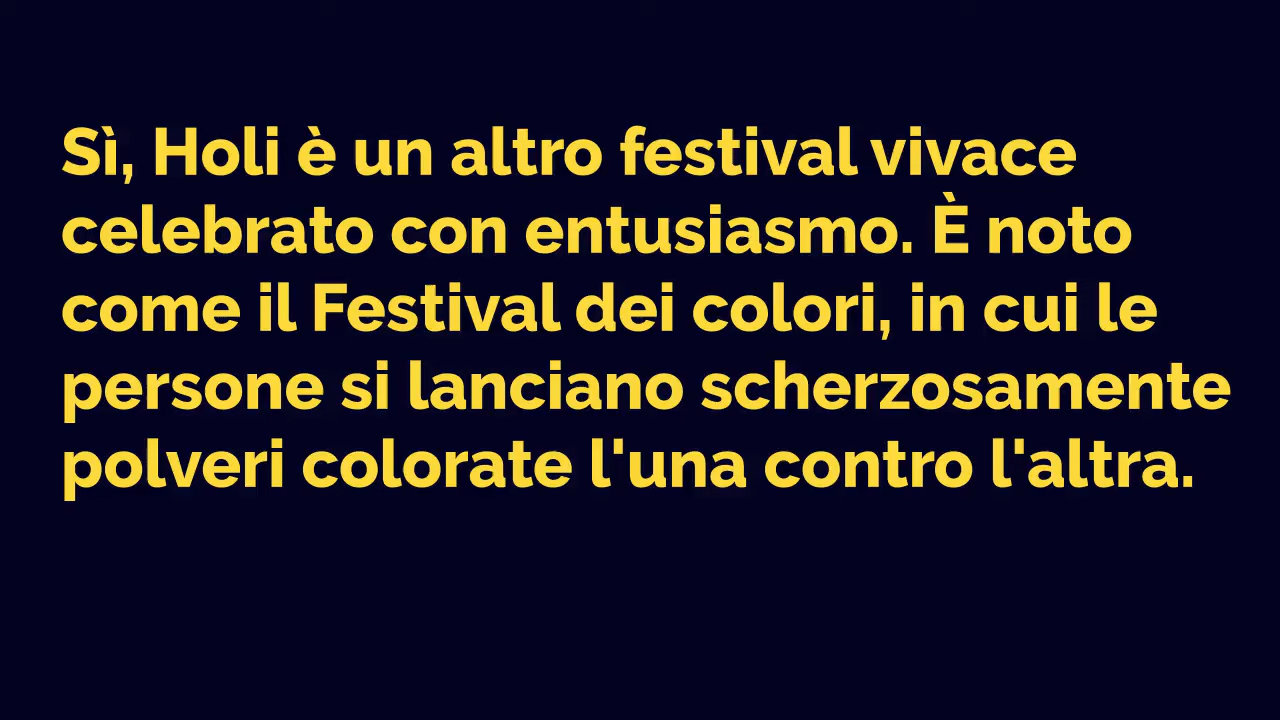 Sì, Holi è un altro festival vivace
celebrato con entusiasmo. È noto
come il Festival dei colori, in cui le
persone si lanciano scherzosamente
polveri colorate l'una contro l'altra.